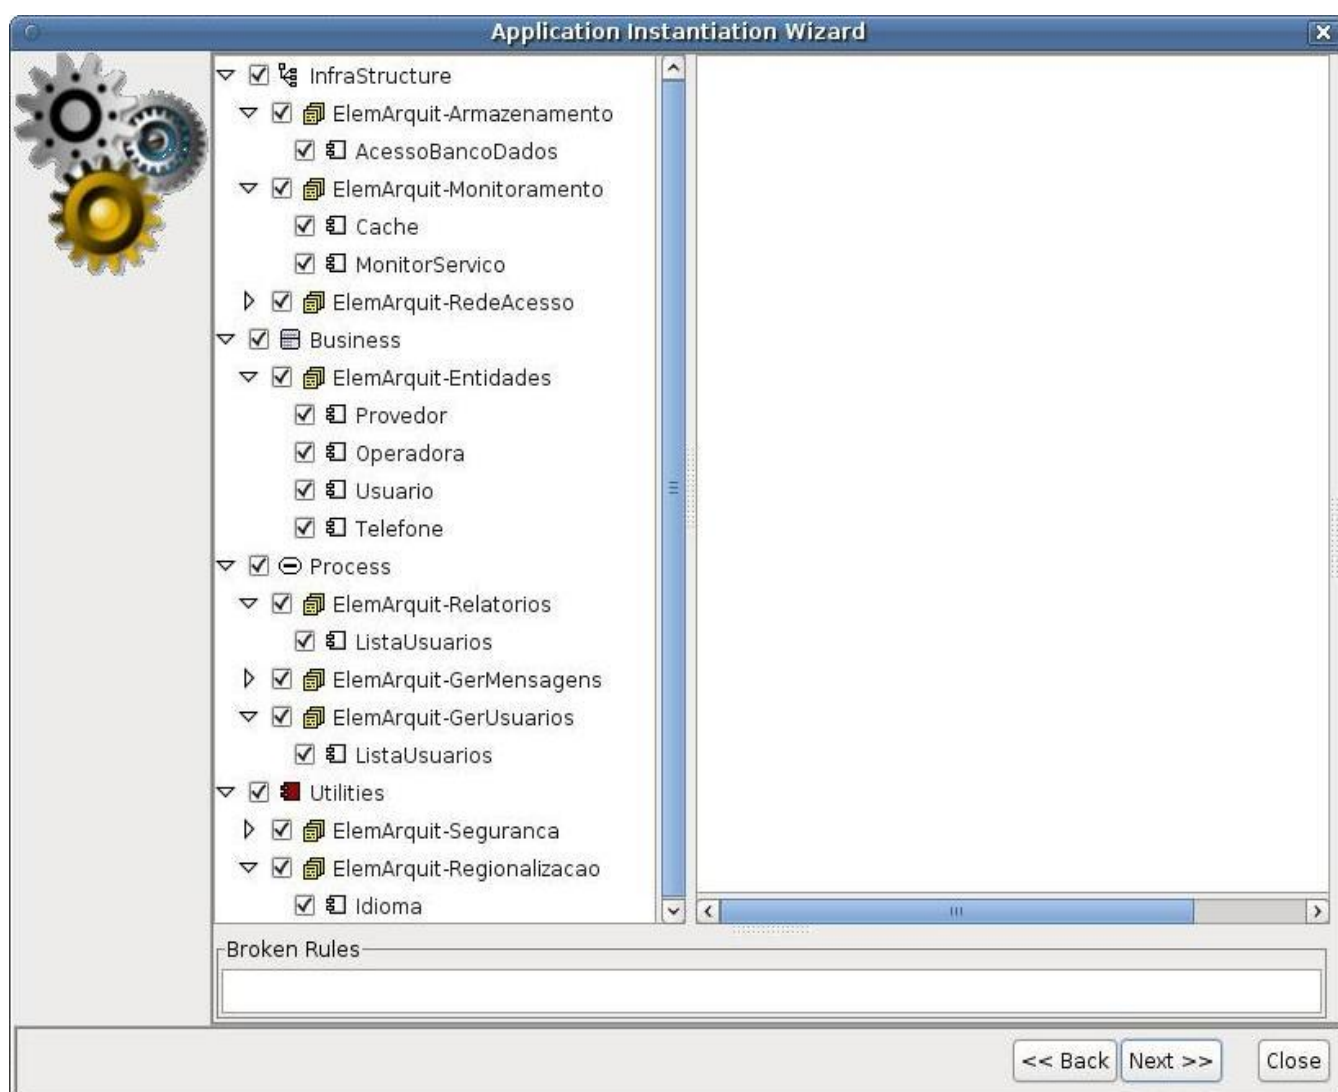 Application Instantiation Wizard
InfraStructure
ElemArquit-Armazenamento
AcessoBancoDados
ElemArquit-Monitoramento
Cache
MonitorServico
ElemArquit-RedeAcesso
Business
ElemArquit-Entidades
Provedor
Operadora
Usuario
Telefone
Process
ElemArquit-Relatorios
ListaUsuarios
ElemArquit-GerMensagens
ElemArquit-GerUsuarios
ListaUsuarios
Utilities
ElemArquit-Seguranca
ElemArquit-Regionalizacao
Idioma
Broken Rules
<< Back Next >> Close